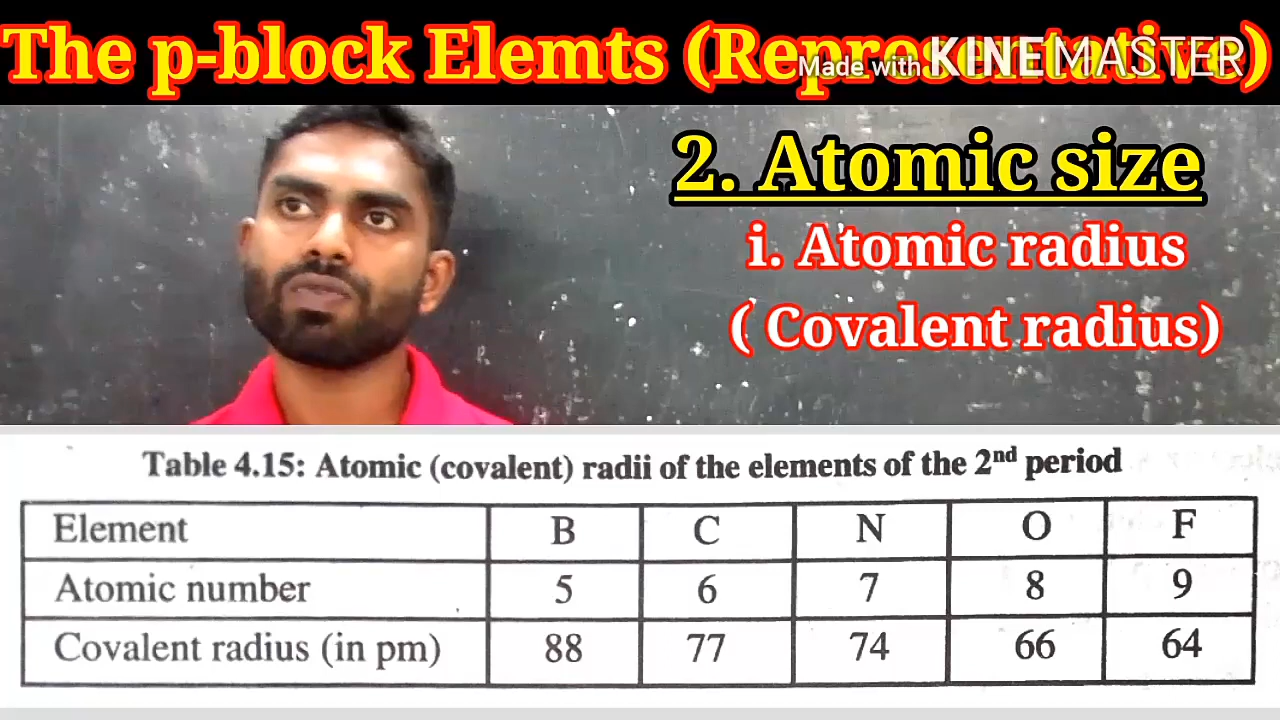 The p-block Elemts (Representative)
Made with KINEMASTER
2. Atomic size
i. Atomic radius
( Covalent radius)
Table 4.15: Atomic (covalent) radii of the elements of the 2nd period
Element B C N O F
Atomic number 5 6 7 8 9
Covalent radius (in pm) 88 77 74 66 64